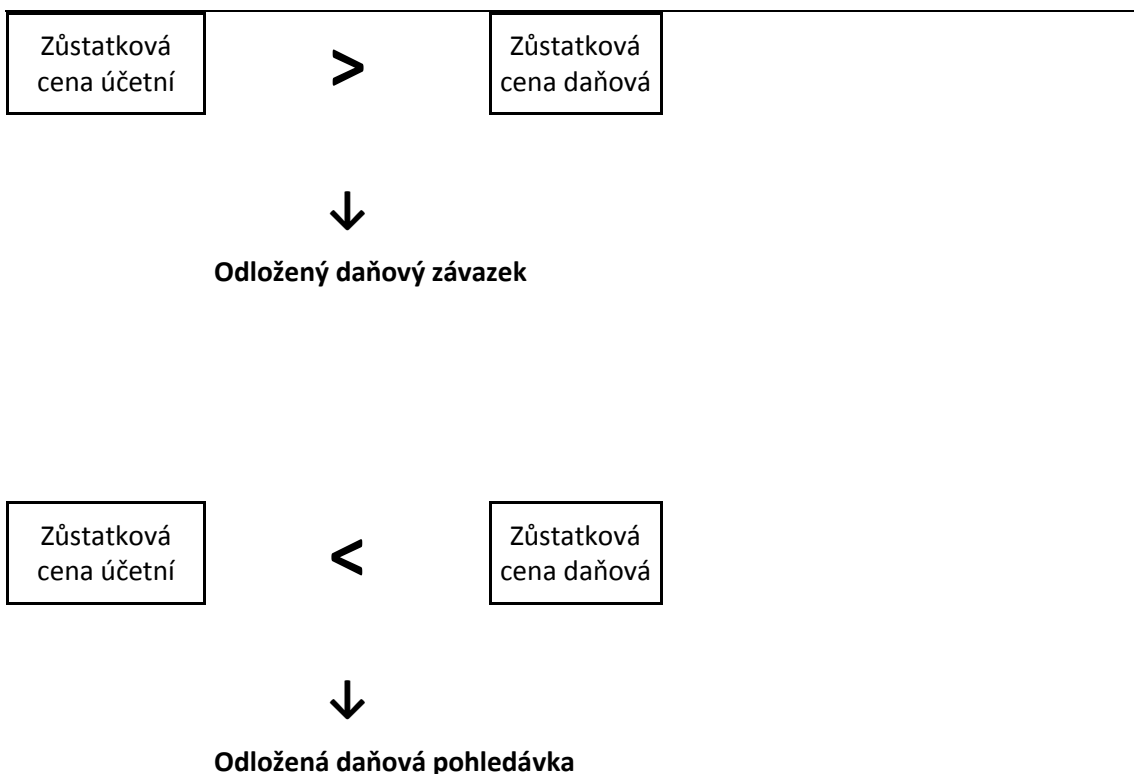 Zůstatková
cena účetní
>
Zůstatková
cena daňová
↓
Odložený daňový závazek
Zůstatková
cena účetní
<
Zůstatková
cena daňová
↓
Odložená daňová pohledávka